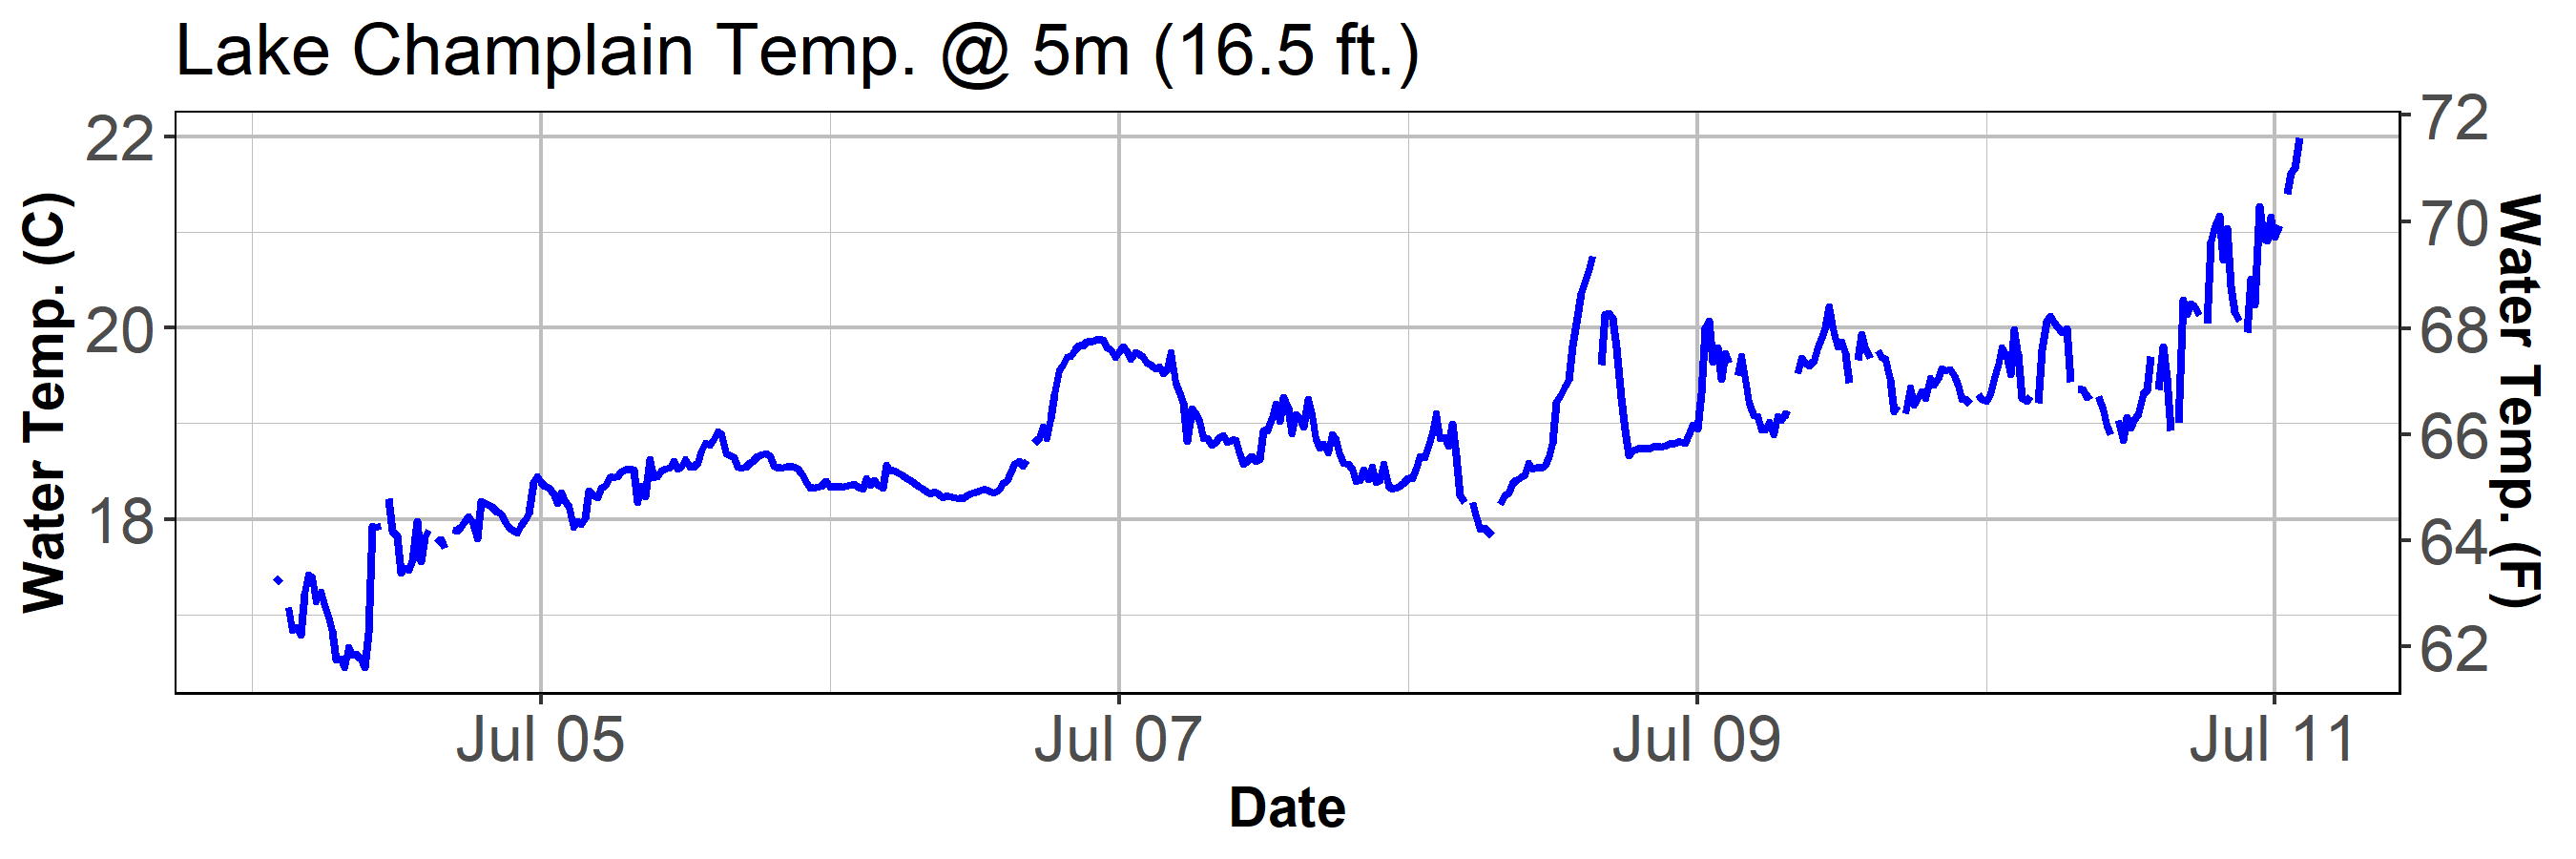 Lake Champlain Temp. @ 5m (16.5 ft.)
Water Temp. (C)
22
20
18
72
70
68
66
64
62
Water Temp. (F)
Jul 05 Jul 07 Jul 09 Jul 11
Date